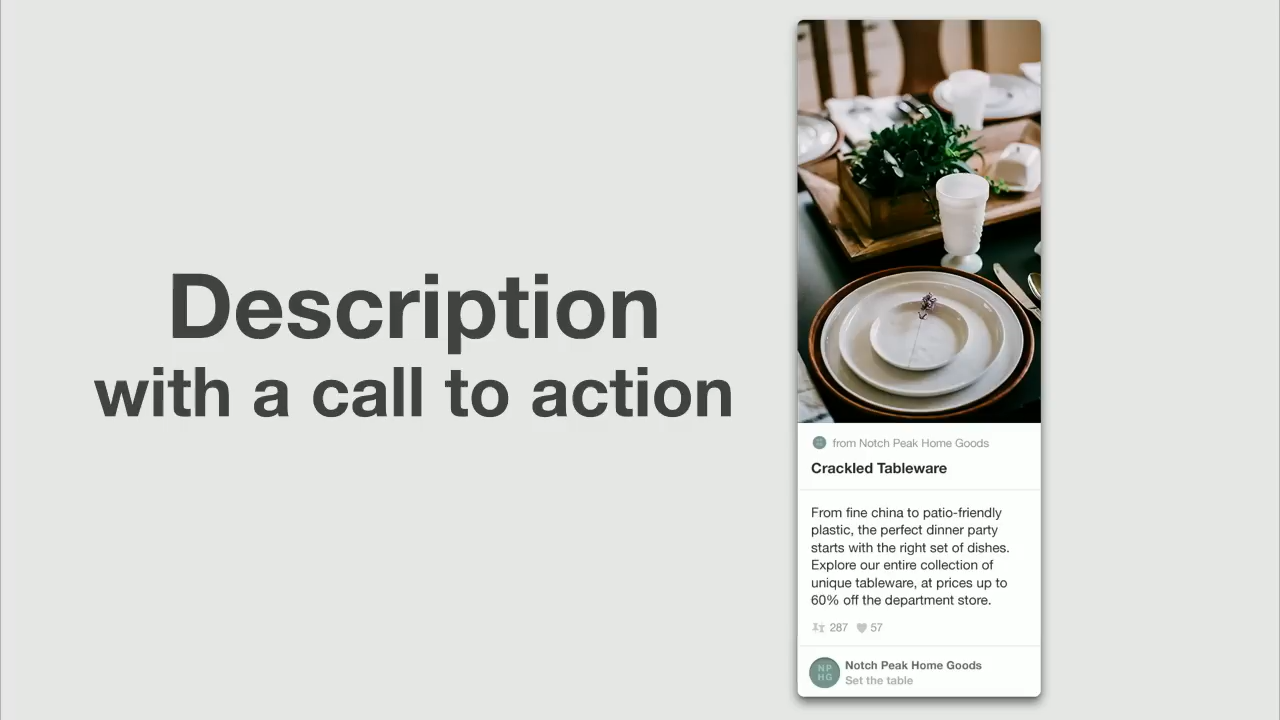 Description
with a call to action
from Notch Peak Home Goods
Crackled Tableware
From fine china to patio-friendly
plastic, the perfect dinner party
starts with the right set of dishes.
Explore our entire collection of
unique tableware, at prices up to
60% off the department store.
287 57
NP
HG
Notch Peak Home Goods
Set the table